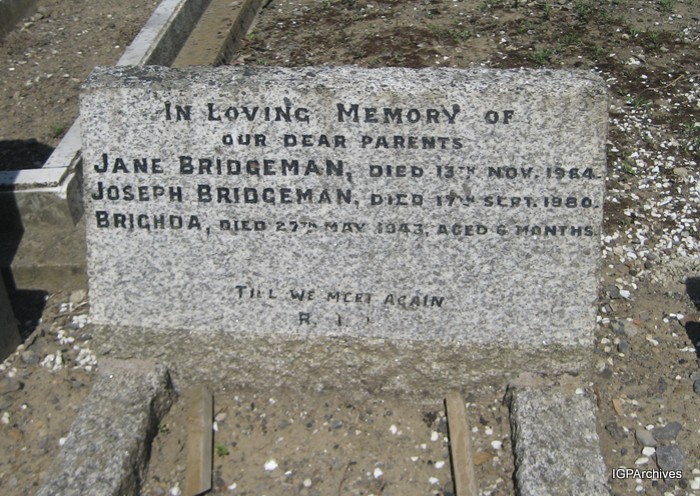 IN LOVING MEMORY OF
OUR DEAR PARENTS
JANE BRIDGEMAN, DIED 13TH NOV. 1964.
JOSEPH BRIDGEMAN, DIED 17TH SEPT. 1980.
BRIGHDA, DIED 27TH MAY 1943, AGED 6 MONTHS.
TILL WE MEET AGAIN
R. I.
IGPArchives